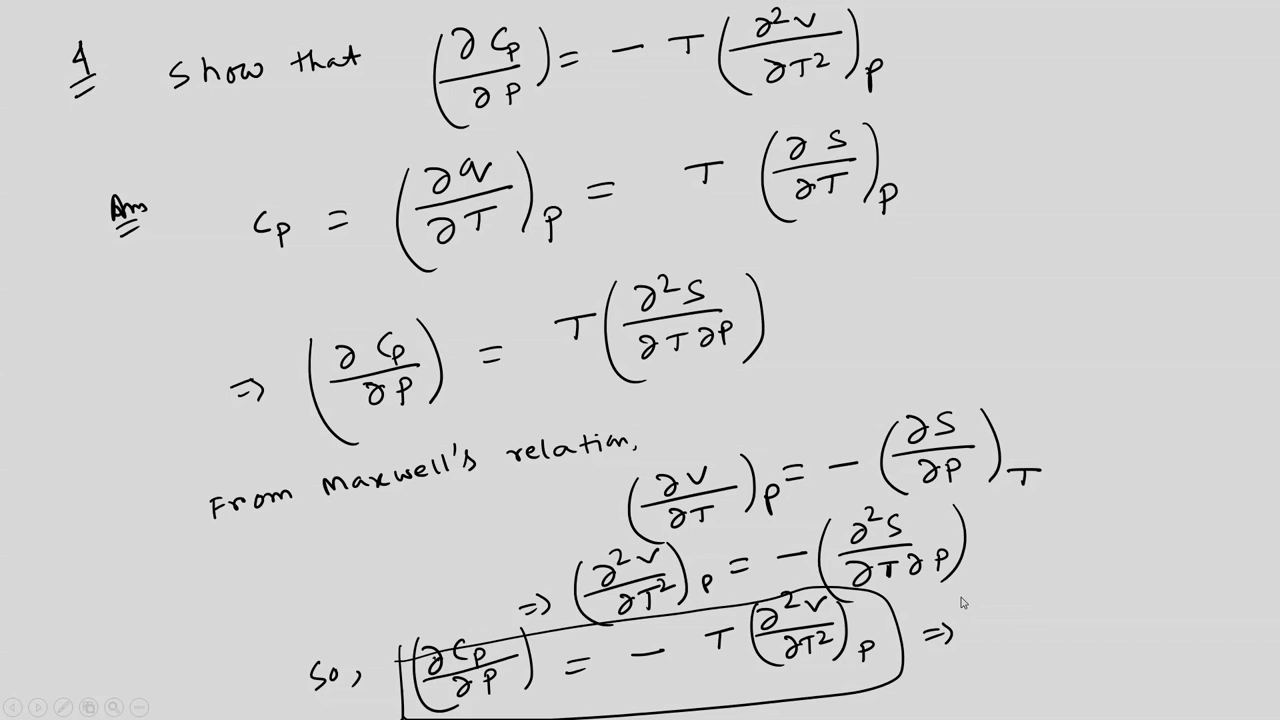 1 Show that (∂Cp/∂P) = − T (∂²V/∂T²)P
Ans Cp = (∂q/∂T)P = T (∂S/∂T)P
⇒ (∂Cp/∂P) = T (∂²S/∂T∂P)
From Maxwell's relation, (∂V/∂T)P = − (∂S/∂P)T
⇒ (∂²V/∂T²)P = − (∂²S/∂T∂P)
So, (∂Cp/∂P) = − T (∂²V/∂T²)P ⇒